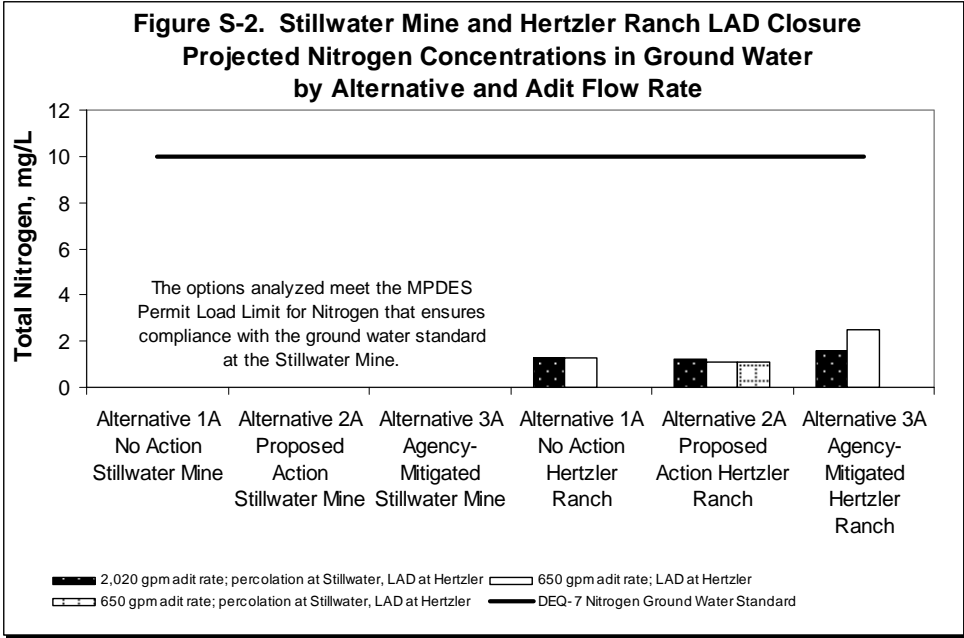 Figure S-2. Stillwater Mine and Hertzler Ranch LAD Closure
Projected Nitrogen Concentrations in Ground Water
by Alternative and Adit Flow Rate
Total Nitrogen, mg/L
12
10
8
6
4
2
0
The options analyzed meet the MPDES
Permit Load Limit for Nitrogen that ensures
compliance with the ground water standard
at the Stillwater Mine.
Alternative 1A
No Action
Stillwater Mine
Alternative 2A
Proposed
Action
Stillwater Mine
Alternative 3A
Agency-
Mitigated
Stillwater Mine
Alternative 1A
No Action
Hertzler
Ranch
Alternative 2A
Proposed
Action Hertzler
Ranch
Alternative 3A
Agency-
Mitigated
Hertzler
Ranch
2,020 gpm adit rate; percolation at Stillwater, LAD at Hertzler
650 gpm adit rate; LAD at Hertzler
650 gpm adit rate; percolation at Stillwater, LAD at Hertzler
DEQ-7 Nitrogen Ground Water Standard